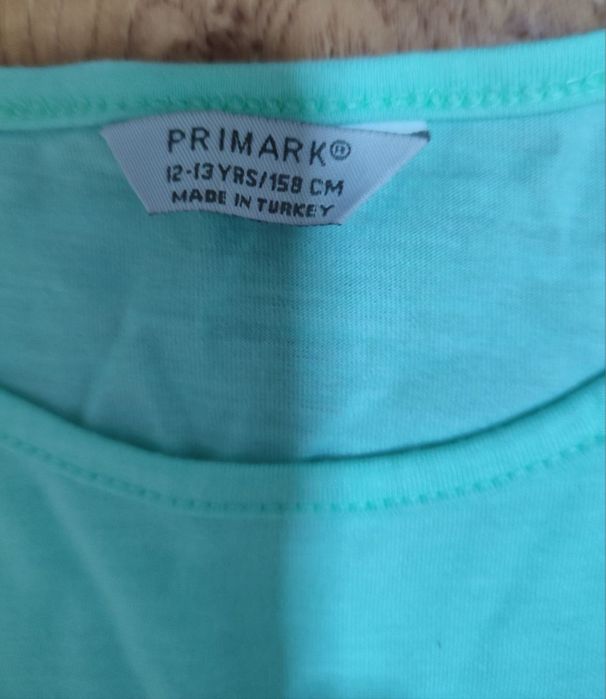 PRIMARK®
12-13 YRS/158 CM
MADE IN TURKEY